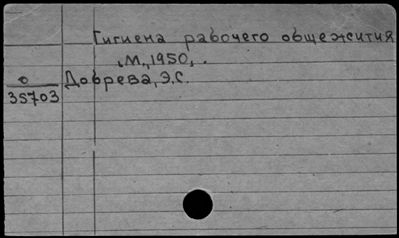 Гигиена рабочего общежития
,М.,1950,.
о Добрева,Э.С.
35703